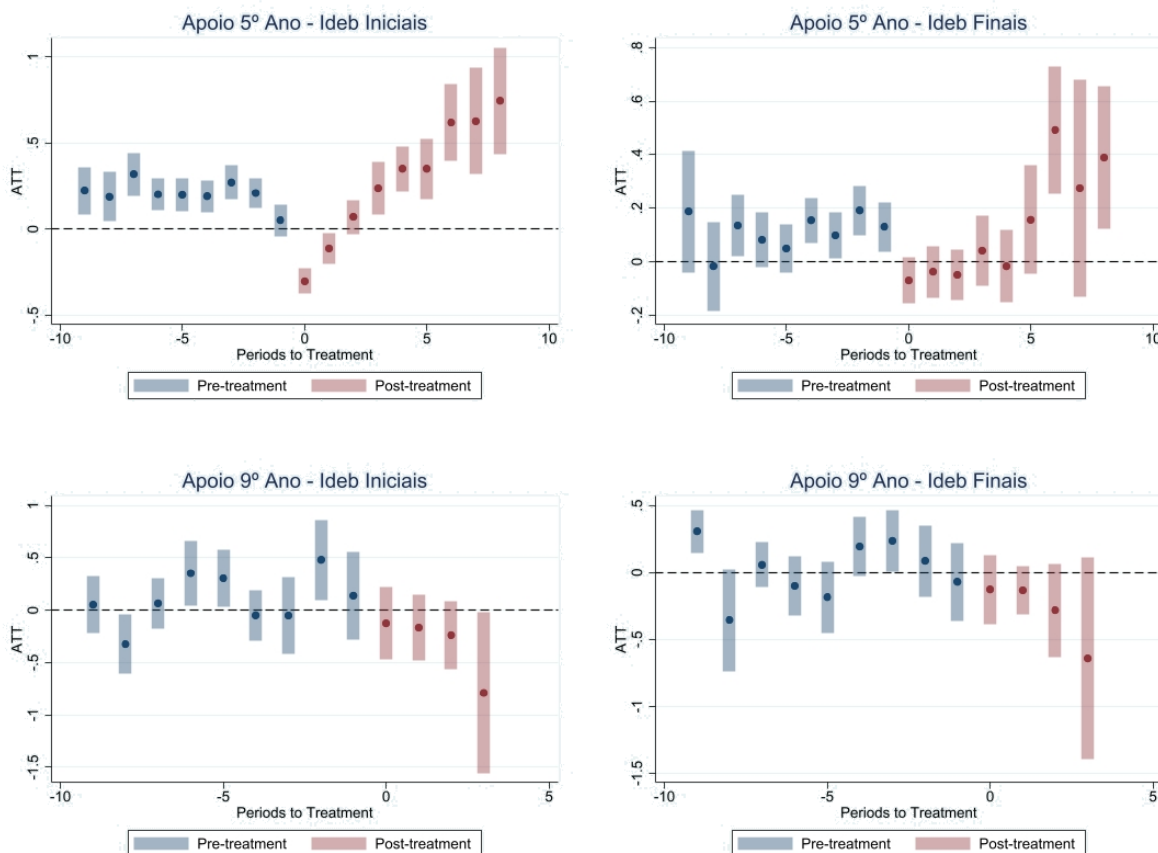 Apoio 5º Ano - Ideb Iniciais
ATT
1
.5
0
-.5
-10
-5
0
5
10
Periods to Treatment
Pre-treatment
Post-treatment
Apoio 5º Ano - Ideb Finais
ATT
.8
.6
.4
.2
0
-.2
-10
-5
0
5
10
Periods to Treatment
Pre-treatment
Post-treatment
Apoio 9º Ano - Ideb Iniciais
ATT
1
.5
0
-.5
-1
-1.5
-10
-5
0
5
Periods to Treatment
Pre-treatment
Post-treatment
Apoio 9º Ano - Ideb Finais
ATT
.5
0
-.5
-1
-1.5
-10
-5
0
5
Periods to Treatment
Pre-treatment
Post-treatment